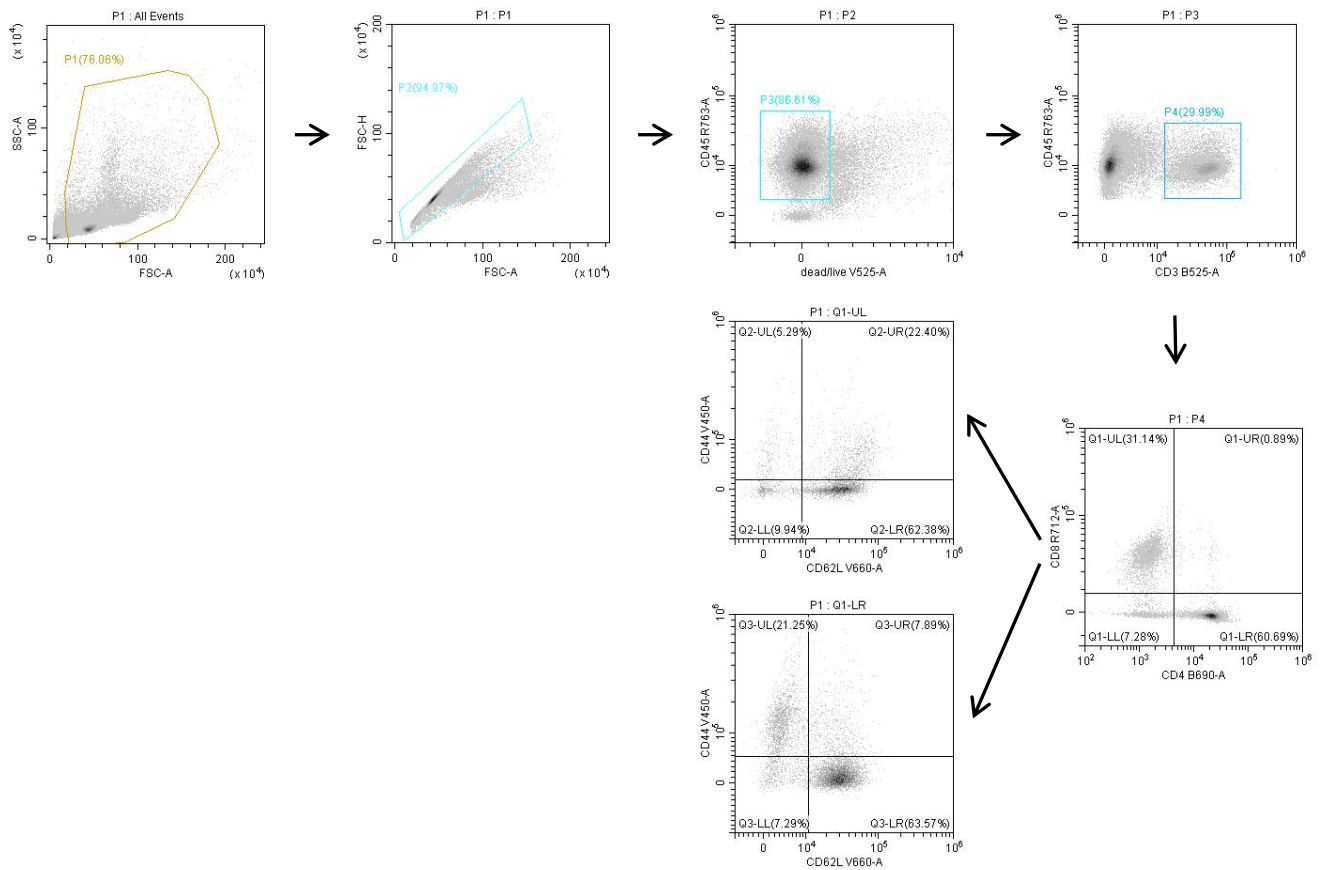 P1 : All Events
(x 10⁴)
SSC-A
P1(76.06%)
100
0
0 100 200
FSC-A (x 10⁴)
P1 : P1
(x 10⁴)
FSC-H
200
P2(94.97%)
100
0
0 100 200
FSC-A (x 10⁴)
P1 : P2
CD45 R763-A
10⁶
10⁵
P3(86.61%)
10⁴
0
0 10⁴
dead/live V525-A
P1 : P3
CD45 R763-A
10⁶
10⁵
P4(29.99%)
10⁴
0
0 10⁴ 10⁵ 10⁶
CD3 B525-A
P1 : Q1-UL
CD44 V450-A
10⁶
Q2-UL(5.29%) Q2-UR(22.40%)
10⁵
0
Q2-LL(9.94%) Q2-LR(62.38%)
0 10⁴ 10⁵ 10⁶
CD62L V660-A
P1 : P4
CD8 R712-A
10⁶
Q1-UL(31.14%) Q1-UR(0.89%)
10⁵
0
Q1-LL(7.28%) Q1-LR(60.69%)
10² 10³ 10⁴ 10⁵ 10⁶
CD4 B690-A
P1 : Q1-LR
CD44 V450-A
10⁶
Q3-UL(21.25%) Q3-UR(7.89%)
10⁵
0
Q3-LL(7.29%) Q3-LR(63.57%)
0 10⁴ 10⁵ 10⁶
CD62L V660-A